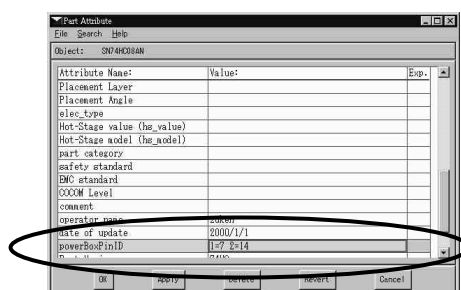 Part Attribute
File Search Help
Object: SN74HC08AN
Attribute Name: Value: Exp.
Placement Layer
Placement Angle
elec_type
Hot-Stage value (hs_value)
Hot-Stage model (hs_model)
part category
safety standard
EMC standard
COCOM Level
comment
operator name zuken
date of update 2000/1/1
powerBoxPinID 1=7 2=14
OK Apply Delete Revert Cancel